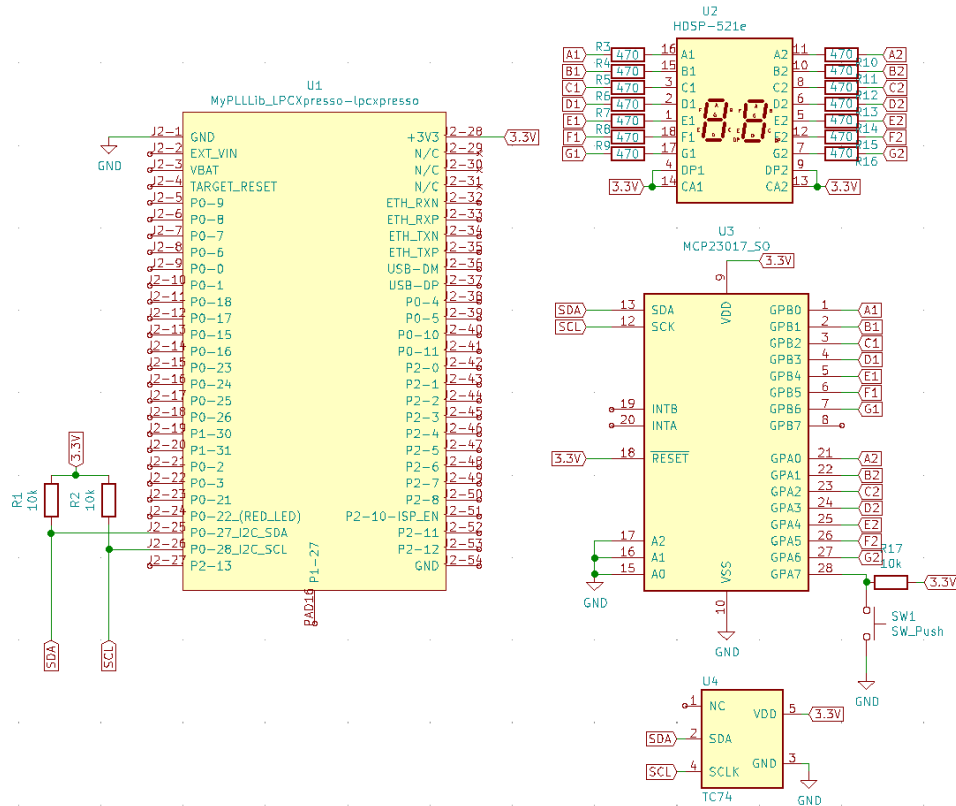 U1
MyPLLLib_LPCXpresso-lpcxpresso
J2-1 GND
J2-2 EXT_VIN
J2-3 VBAT
J2-4 TARGET_RESET
J2-5 P0-9
J2-6 P0-8
J2-7 P0-7
J2-8 P0-6
J2-9 P0-0
J2-10 P0-1
J2-11 P0-18
J2-12 P0-17
J2-13 P0-15
J2-14 P0-16
J2-15 P0-23
J2-16 P0-24
J2-17 P0-25
J2-18 P0-26
J2-19 P1-30
J2-20 P1-31
J2-21 P0-2
J2-22 P0-3
J2-23 P0-21
J2-24 P0-22_(RED_LED)
J2-25 P0-27_I2C_SDA
J2-26 P0-28_I2C_SCL
J2-27 P2-13
+3V3 J2-28 3.3V
N/C J2-29
N/C J2-30
N/C J2-31
ETH_RXN J2-32
ETH_RXP J2-33
ETH_TXN J2-34
ETH_TXP J2-35
USB-DM J2-36
USB-DP J2-37
P0-4 J2-38
P0-5 J2-39
P0-10 J2-40
P0-11 J2-41
P2-0 J2-42
P2-1 J2-43
P2-2 J2-44
P2-3 J2-45
P2-4 J2-46
P2-5 J2-47
P2-6 J2-48
P2-7 J2-49
P2-8 J2-50
P2-10-ISP_EN J2-51
P2-11 J2-52
P2-12 J2-53
GND J2-54
P1-27
PAD16
GND
3.3V
R1
10k
R2
10k
SDA
SCL
U2
HDSP-521e
A1 R3 470 16 A1
B1 R4 470 15 B1
C1 R5 470 3 C1
D1 R6 470 2 D1
E1 R7 470 1 E1
F1 R8 470 18 F1
G1 R9 470 17 G1
4 DP1
3.3V 14 CA1
A2 11 470 R10 A2
B2 10 470 R11 B2
C2 8 470 R12 C2
D2 6 470 R13 D2
E2 5 470 R14 E2
F2 12 470 R15 F2
G2 7 470 R16 G2
DP2 9
CA2 13 3.3V
U3
MCP23017_SO
3.3V
9
VDD
SDA 13 SDA
SCL 12 SCK
19 INTB
20 INTA
3.3V 18 RESET
17 A2
16 A1
15 A0
GND
GPB0 1 A1
GPB1 2 B1
GPB2 3 C1
GPB3 4 D1
GPB4 5 E1
GPB5 6 F1
GPB6 7 G1
GPB7 8
GPA0 21 A2
GPA1 22 B2
GPA2 23 C2
GPA3 24 D2
GPA4 25 E2
GPA5 26 F2
GPA6 27 G2
GPA7 28
VSS
10
GND
R17
10k
3.3V
SW1
SW_Push
GND
U4
1 NC
SDA 2 SDA
SCL 4 SCLK
VDD 5 3.3V
GND 3
GND
TC74